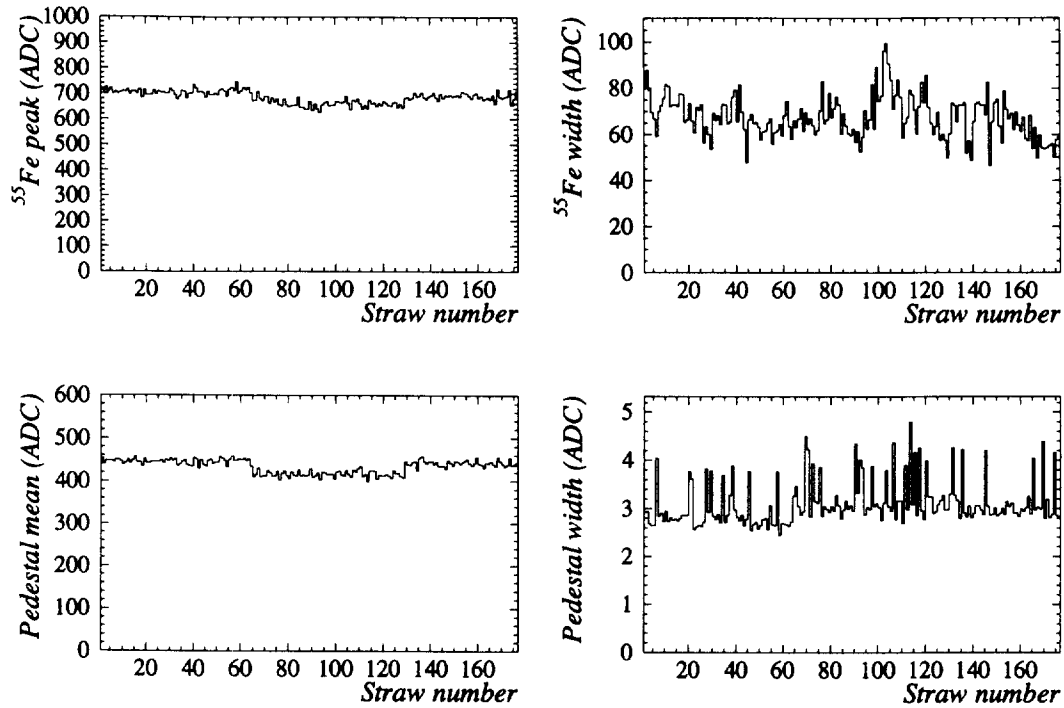 ⁵⁵Fe peak (ADC)
1000
900
800
700
600
500
400
300
200
100
0
20 40 60 80 100 120 140 160
Straw number
⁵⁵Fe width (ADC)
100
80
60
40
20
0
20 40 60 80 100 120 140 160
Straw number
Pedestal mean (ADC)
600
500
400
300
200
100
0
20 40 60 80 100 120 140 160
Straw number
Pedestal width (ADC)
5
4
3
2
1
0
20 40 60 80 100 120 140 160
Straw number